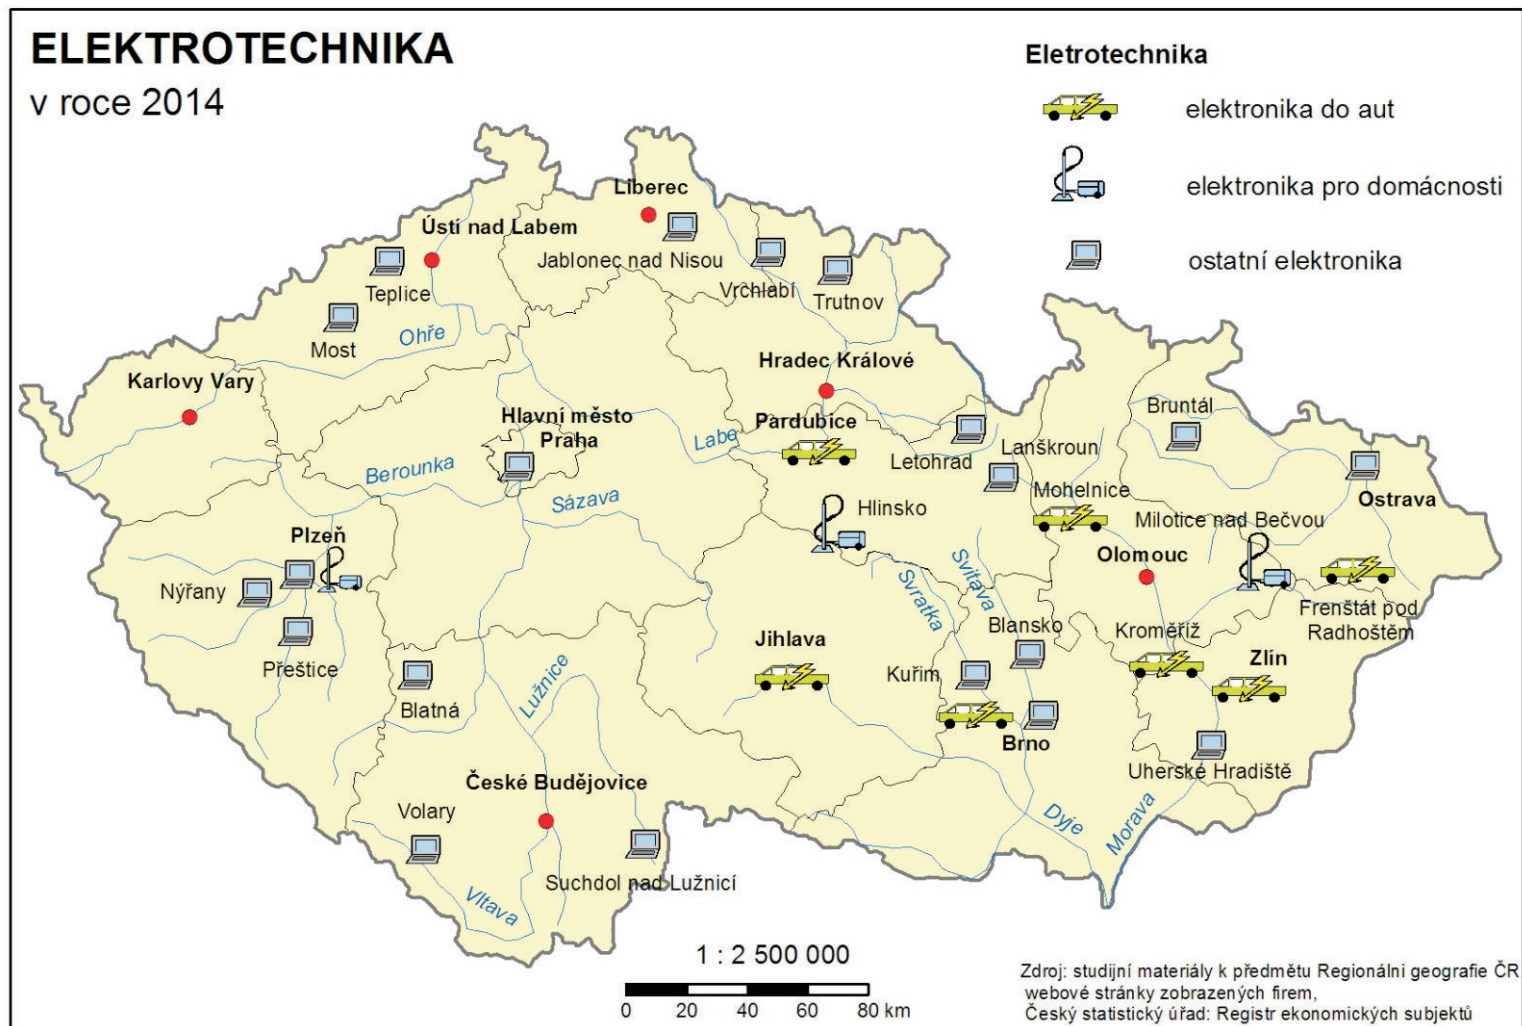 ELEKTROTECHNIKA
v roce 2014
Eletrotechnika
elektronika do aut
elektronika pro domácnosti
ostatní elektronika
Liberec
Ústí nad Labem
Jablonec nad Nisou
Teplice
Vrchlabí
Trutnov
Most
Ohře
Karlovy Vary
Hradec Králové
Hlavní město
Praha
Pardubice
Labe
Bruntál
Letohrad
Lanškroun
Berounka
Sázava
Mohelnice
Ostrava
Hlinsko
Milotice nad Bečvou
Plzeň
Olomouc
Nýřany
Svratka
Svitava
Frenštát pod
Radhoštěm
Přeštice
Jihlava
Blansko
Kroměříž
Zlín
Kuřim
Lužnice
Blatná
Brno
Uherské Hradiště
České Budějovice
Volary
Dyje
Morava
Suchdol nad Lužnicí
Vltava
1 : 2 500 000
0 20 40 60 80 km
Zdroj: studijní materiály k předmětu Regionálni geografie ČR
webové stránky zobrazených firem,
Český statistický úřad: Registr ekonomických subjektů